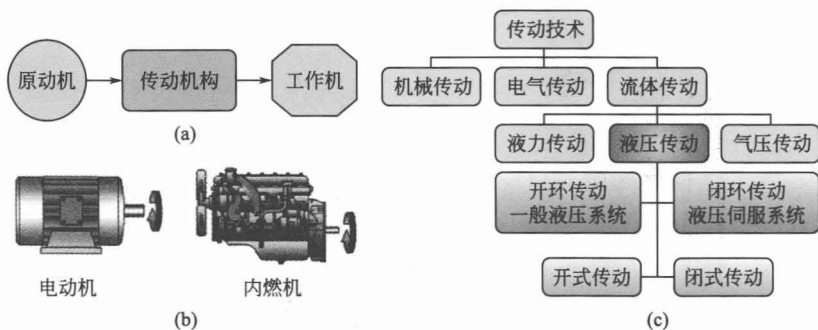 原动机
传动机构
工作机
(a)
电动机
内燃机
(b)
传动技术
机械传动
电气传动
流体传动
液力传动
液压传动
气压传动
开环传动
一般液压系统
闭环传动
液压伺服系统
开式传动
闭式传动
(c)